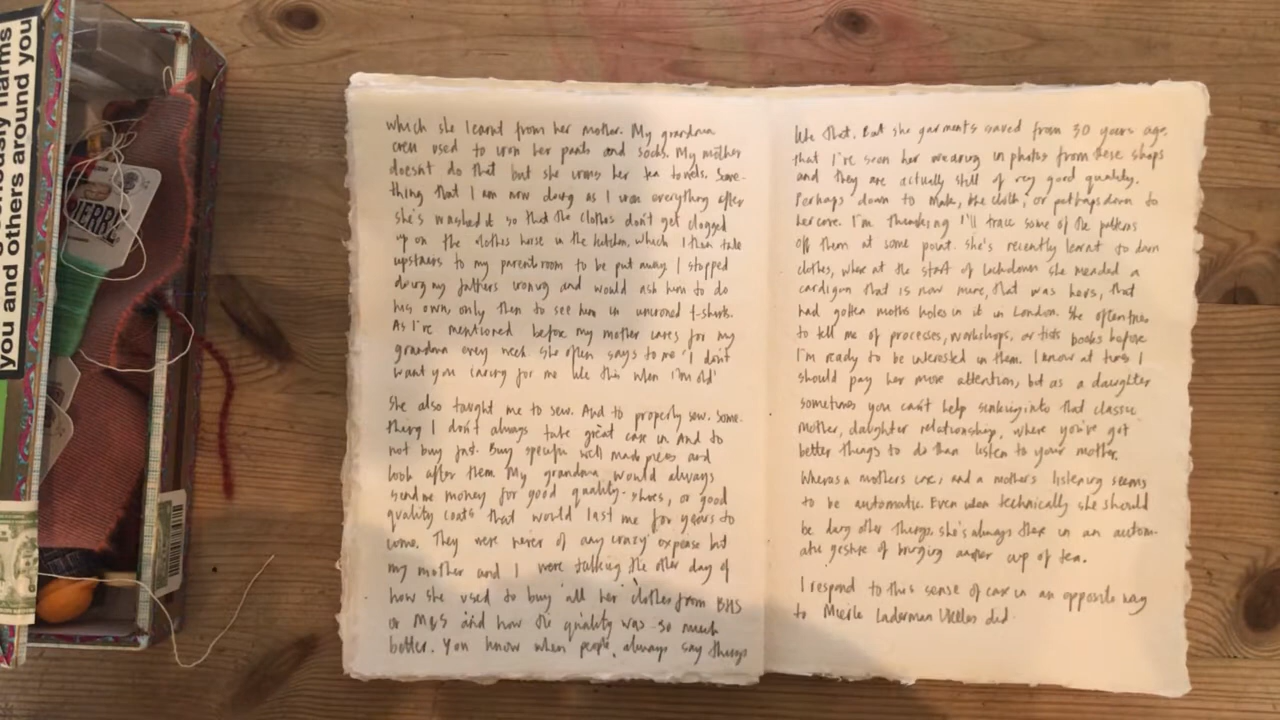 you and others around you
which she learnt from her mother. My grandma
even used to iron her pants and socks. My mother
doesnt do that but she irons her tea towels. Some-
thing that I am now doing as I iron everything after
she's washed it so that the clothes don't get clogged
up on the clothes horse in the kitchen, which I then take
upstairs to my parents room to be put away. I stopped
doing my fathers ironing and would ask him to do
his own, only then to see him in unironed t-shirts.
As I've mentioned before my mother cares for my
grandma every week. She often says to me 'I don't
want you caring for me like this when I'm old'
She also taught me to sew. And to properly sew. Some-
thing I don't always take great care in. And to
not buy fast. Buy specific well made pieces and
look after them. My grandma would always
send me money for good quality shoes, or good
quality coats that would last me for years to
come. They were never of any 'crazy' expense but
my mother and I were talking the other day of
how she used to buy all her clothes from BHS
or M&S and how the quality was so much
better. You know when people always say things
like that. But she garments saved from 30 years ago,
that I've seen her wearing in photos from these shops
and they are actually still of very good quality.
Perhaps down to make, the cloth, or perhaps down to
her care. I'm thinking I'll trace some of the patterns
off them at some point. She's recently learnt to darn
clothes, where at the start of lockdown she mended a
cardigan that is now mine, that was hers, that
had gotten moths holes in it in London. She often tries
to tell me of processes, workshops, artists books before
I'm ready to be interested in them. I know at times I
should pay her more attention, but as a daughter
sometimes you can't help sinking into that classic
mother, daughter relationship, where you've got
better things to do than listen to your mother.
Whereas a mothers care, and a mother's listening seems
to be automatic. Even when technically she should
be doing other things, she's always there in an autom-
atic gesture of bringing another cup of tea.
I respond to this sense of care in an opposite way
to Mierle Laderman Ukeles did.